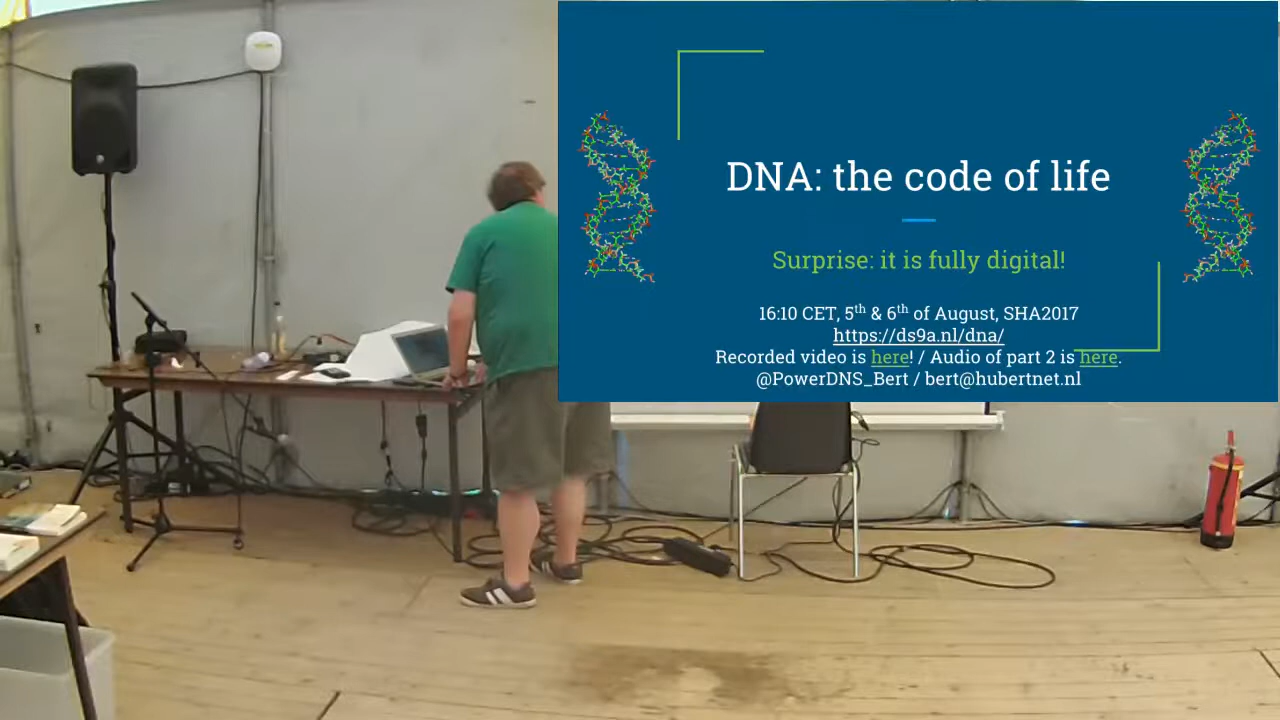 DNA: the code of life
Surprise: it is fully digital!
16:10 CET, 5th & 6th of August, SHA2017
https://ds9a.nl/dna/
Recorded video is here! / Audio of part 2 is here.
@PowerDNS_Bert / bert@hubertnet.nl